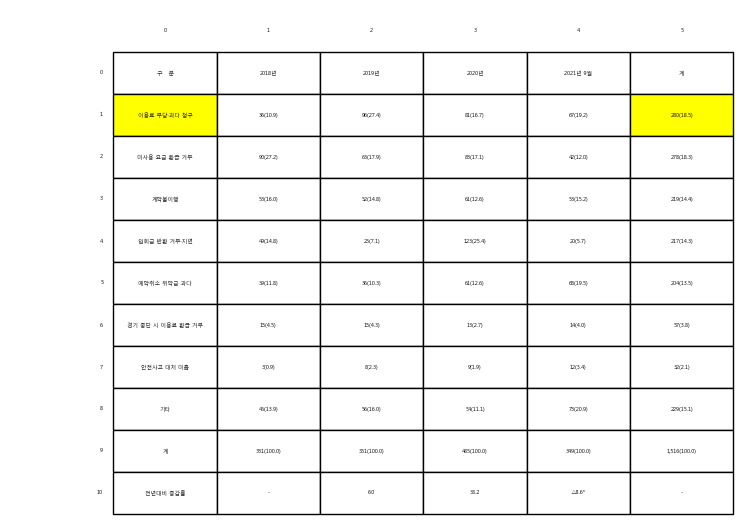 0 1 2 3 4 5
0 구 분 2018년 2019년 2020년 2021년 9월 계
1 이용료 부당·과다 청구 36(10.9) 96(27.4) 81(16.7) 67(19.2) 280(18.5)
2 미사용 요금 환급 거부 90(27.2) 63(17.9) 83(17.1) 42(12.0) 278(18.3)
3 계약불이행 53(16.0) 52(14.8) 61(12.6) 53(15.2) 219(14.4)
4 입회금 반환 거부·지연 49(14.8) 25(7.1) 123(25.4) 20(5.7) 217(14.3)
5 예약취소 위약금 과다 39(11.8) 36(10.3) 61(12.6) 68(19.5) 204(13.5)
6 경기 중단 시 이용료 환급 거부 15(4.5) 15(4.3) 13(2.7) 14(4.0) 57(3.8)
7 안전사고 대처 미흡 3(0.9) 8(2.3) 9(1.9) 12(3.4) 32(2.1)
8 기타 46(13.9) 56(16.0) 54(11.1) 73(20.9) 229(15.1)
9 계 331(100.0) 351(100.0) 485(100.0) 349(100.0) 1,516(100.0)
10 전년대비 증감률 - 6.0 38.2 △8.6* -